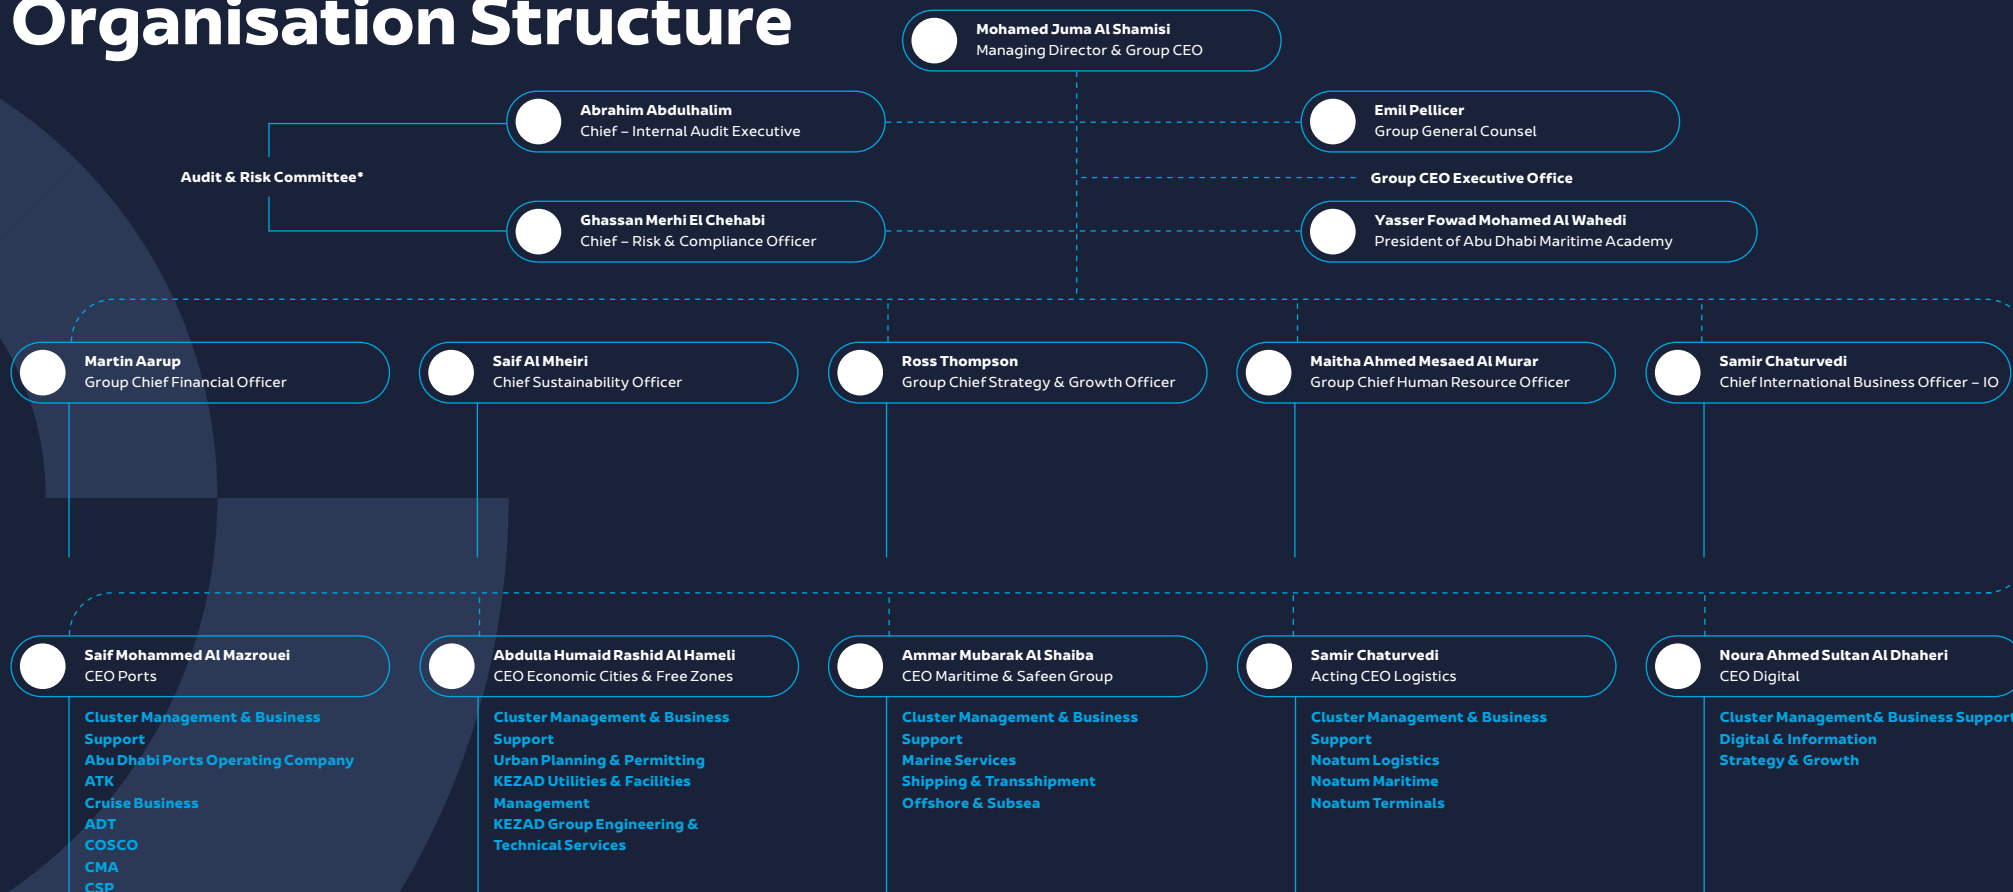 Organisation Structure
Mohamed Juma Al Shamisi
Managing Director & Group CEO
Abrahim Abdulhalim
Chief – Internal Audit Executive
Emil Pellicer
Group General Counsel
Audit & Risk Committee*
Group CEO Executive Office
Ghassan Merhi El Chehabi
Chief – Risk & Compliance Officer
Yasser Fowad Mohamed Al Wahedi
President of Abu Dhabi Maritime Academy
Martin Aarup
Group Chief Financial Officer
Saif Al Mheiri
Chief Sustainability Officer
Ross Thompson
Group Chief Strategy & Growth Officer
Maitha Ahmed Mesaed Al Murar
Group Chief Human Resource Officer
Samir Chaturvedi
Chief International Business Officer – IO
Saif Mohammed Al Mazrouei
CEO Ports
Cluster Management & Business
Support
Abu Dhabi Ports Operating Company
ATK
Cruise Business
ADT
COSCO
CMA
CSP
Abdulla Humaid Rashid Al Hameli
CEO Economic Cities & Free Zones
Cluster Management & Business
Support
Urban Planning & Permitting
KEZAD Utilities & Facilities
Management
KEZAD Group Engineering &
Technical Services
Ammar Mubarak Al Shaiba
CEO Maritime & Safeen Group
Cluster Management & Business
Support
Marine Services
Shipping & Transshipment
Offshore & Subsea
Samir Chaturvedi
Acting CEO Logistics
Cluster Management & Business
Support
Noatum Logistics
Noatum Maritime
Noatum Terminals
Noura Ahmed Sultan Al Dhaheri
CEO Digital
Cluster Management & Business Support
Digital & Information
Strategy & Growth